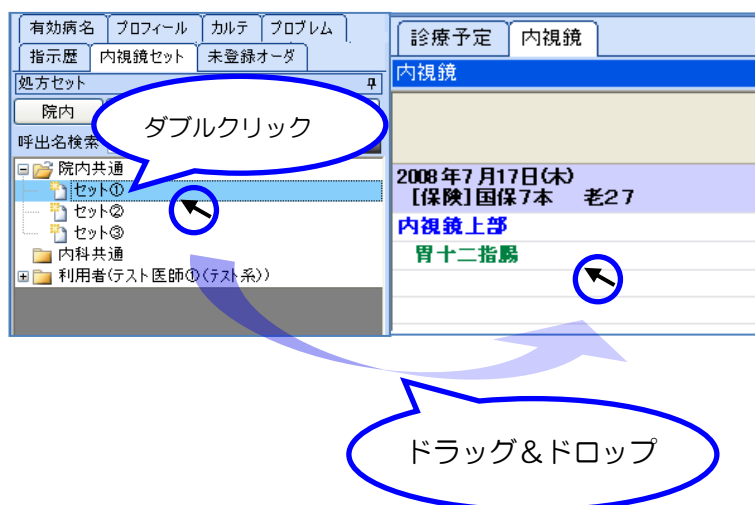 有効病名 プロフィール カルテ プロブレム
指示歴 内視鏡セット 未登録オーダ
処方セット
院内
呼出名検索
院内共通
セット①
セット②
セット③
内科共通
利用者(テスト医師①(テスト系))
ダブルクリック
診療予定 内視鏡
内視鏡
2008年7月17日(木)
[保険]国保7本 老27
内視鏡上部
胃十二指腸
ドラッグ&ドロップ